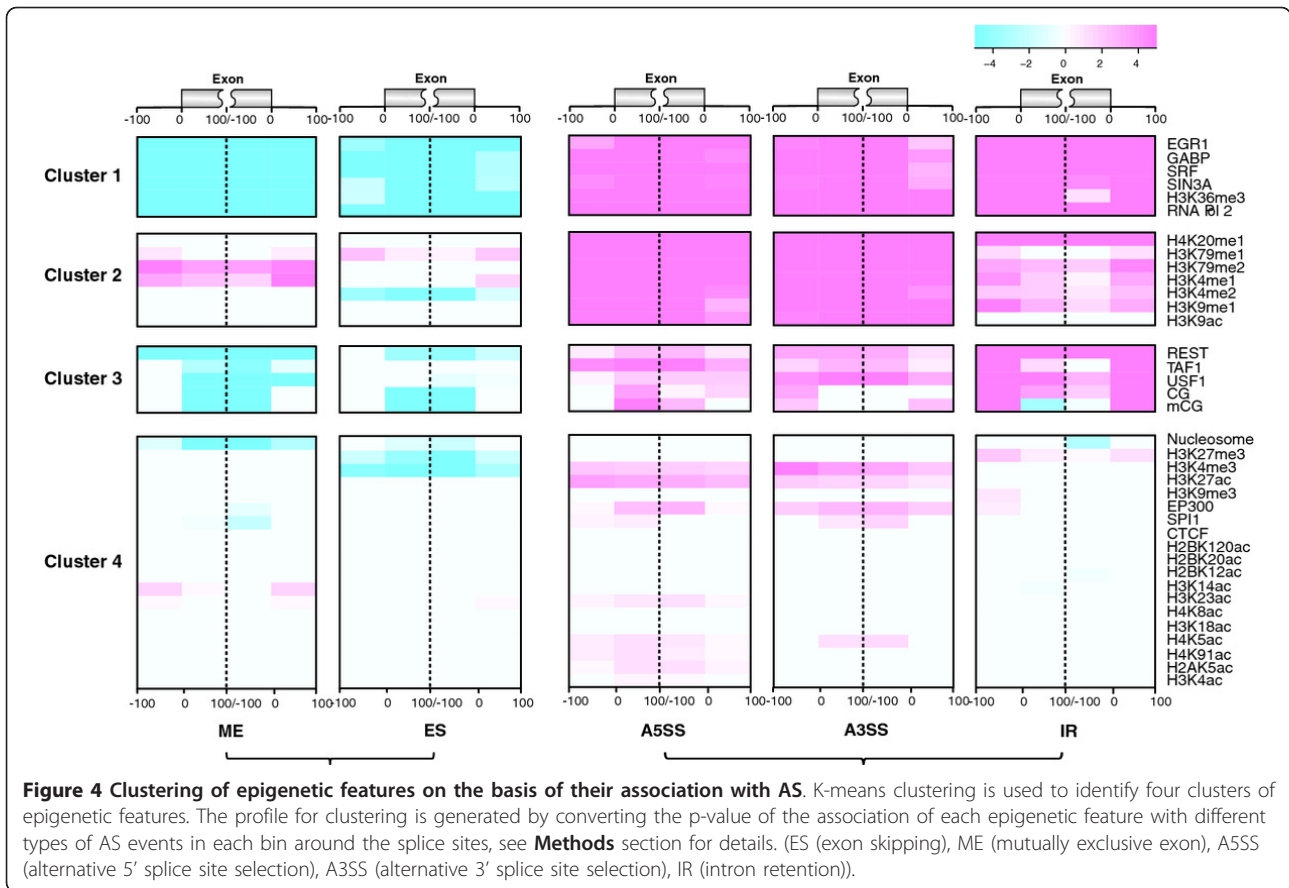 -4 -2 0 2 4
Exon Exon Exon Exon Exon
-100 0 100/-100 0 100-100 0 100/-100 0 100 -100 0 100/-100 0 100 -100 0 100/-100 0 100 -100 0 100/-100 0 100
Cluster 1
EGR1
GABP
SRF
SIN3A
H3K36me3
RNA Pol 2
Cluster 2
H4K20me1
H3K79me1
H3K79me2
H3K4me1
H3K4me2
H3K9me1
H3K9ac
Cluster 3
REST
TAF1
USF1
CG
mCG
Cluster 4
Nucleosome
H3K27me3
H3K4me3
H3K27ac
H3K9me3
EP300
SPI1
CTCF
H2BK120ac
H2BK20ac
H2BK12ac
H3K14ac
H3K23ac
H4K8ac
H3K18ac
H4K5ac
H4K91ac
H2AK5ac
H3K4ac
-100 0 100/-100 0 100-100 0 100/-100 0 100 -100 0 100/-100 0 100 -100 0 100/-100 0 100 -100 0 100/-100 0 100
ME ES A5SS A3SS IR
Figure 4 Clustering of epigenetic features on the basis of their association with AS. K-means clustering is used to identify four clusters of
epigenetic features. The profile for clustering is generated by converting the p-value of the association of each epigenetic feature with different
types of AS events in each bin around the splice sites, see Methods section for details. (ES (exon skipping), ME (mutually exclusive exon), A5SS
(alternative 5' splice site selection), A3SS (alternative 3' splice site selection), IR (intron retention)).